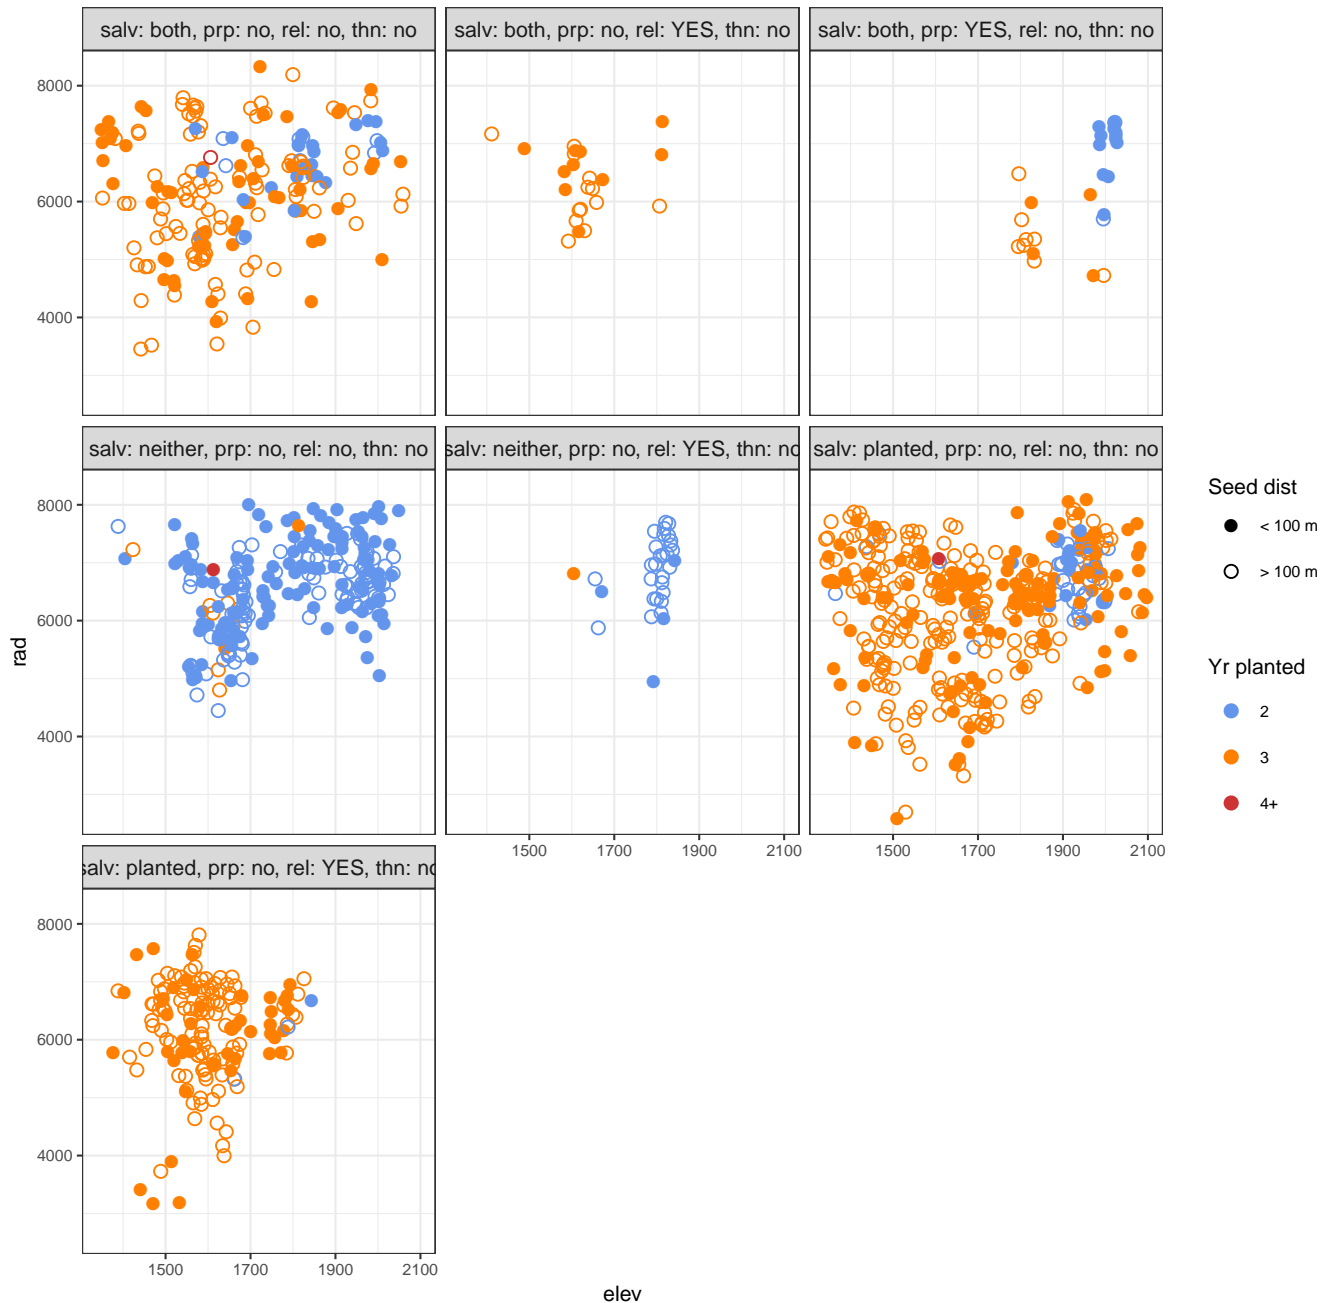 salv: both, prp: no, rel: no, thn: no
salv: both, prp: no, rel: YES, thn: no
salv: both, prp: YES, rel: no, thn: no
8000
6000
4000
salv: neither, prp: no, rel: no, thn: no
salv: neither, prp: no, rel: YES, thn: no
salv: planted, prp: no, rel: no, thn: no
8000
6000
4000
1500 1700 1900 2100
1500 1700 1900 2100
salv: planted, prp: no, rel: YES, thn: no
8000
6000
4000
1500 1700 1900 2100
elev
rad
Seed dist
< 100 m
> 100 m
Yr planted
2
3
4+